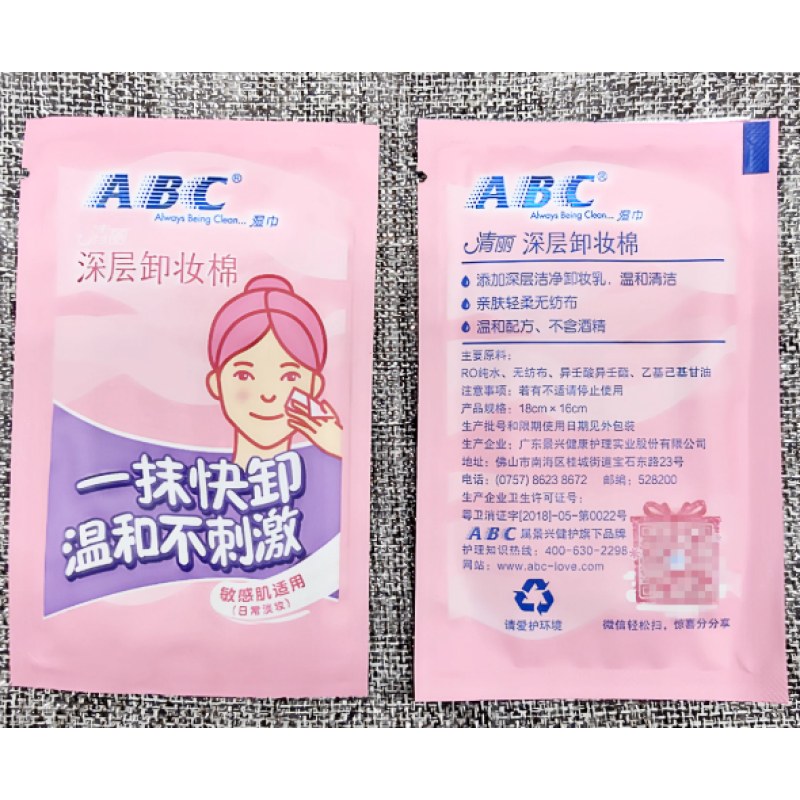 ABC®
Always Being Clean... 湿巾
清丽
深层卸妆棉
一抹快卸
温和不刺激
敏感肌适用
(日常淡妆)
ABC®
Always Being Clean... 湿巾
清丽 深层卸妆棉
添加深层洁净卸妆乳、温和清洁
亲肤轻柔无纺布
温和配方、不含酒精
主要原料:
RO纯水、无纺布、异壬酸异壬酯、乙基己基甘油
注意事项: 若有不适请停止使用
产品规格: 18cm×16cm
生产批号和限期使用日期见外包装
生产企业: 广东景兴健康护理实业股份有限公司
地址: 佛山市南海区桂城街道宝石东路23号
电话: (0757) 8623 8672 邮编: 528200
生产企业卫生许可证号:
粤卫消证字[2018]-05-第0022号
ABC 属景兴健护旗下品牌
护理知识热线: 400-630-2298
网站: www.abc-love.com
请爱护环境
微信轻松扫, 惊喜分分享